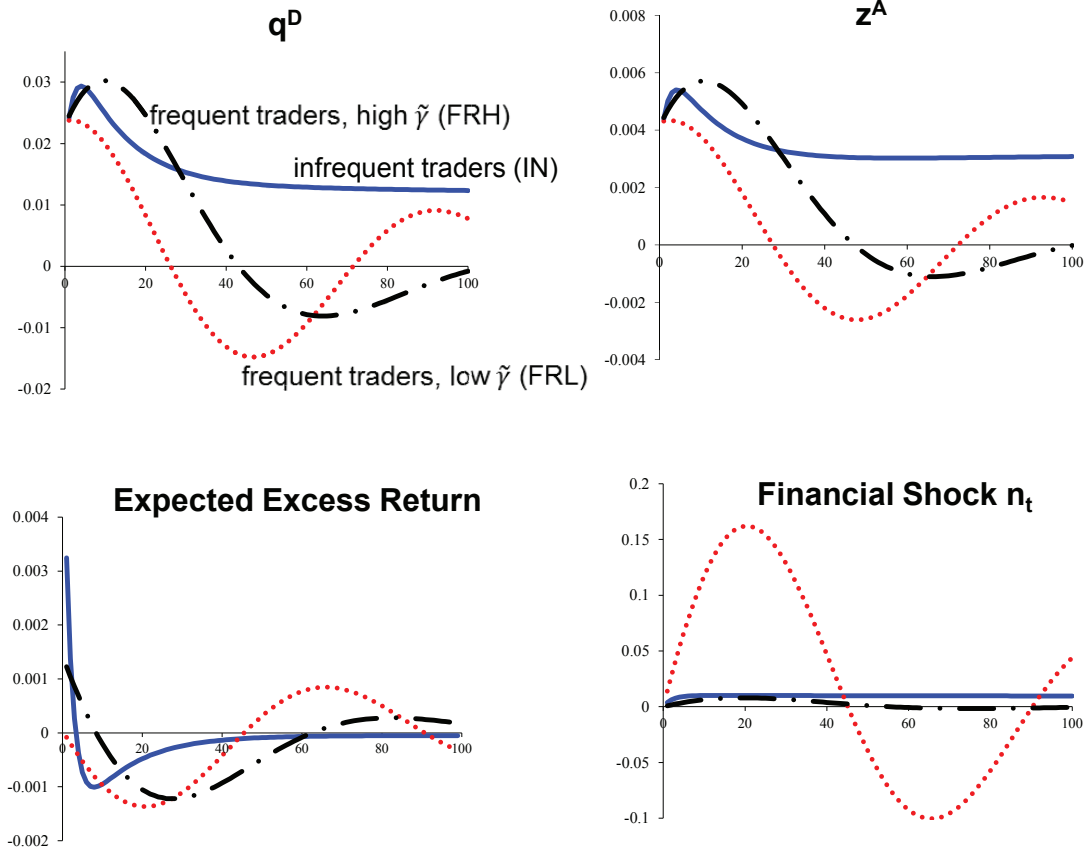 q^D
0.03
0.02
0.01
0
-0.01
-0.02
0 20 40 60 80 100
frequent traders, high γ̃ (FRH)
infrequent traders (IN)
frequent traders, low γ̃ (FRL)
z^A
0.008
0.006
0.004
0.002
0
-0.002
-0.004
0 20 40 60 80 100
Expected Excess Return
0.004
0.003
0.002
0.001
0
-0.001
-0.002
0 20 40 60 80 100
Financial Shock n_t
0.2
0.15
0.1
0.05
0
-0.05
-0.1
0 20 40 60 80 100